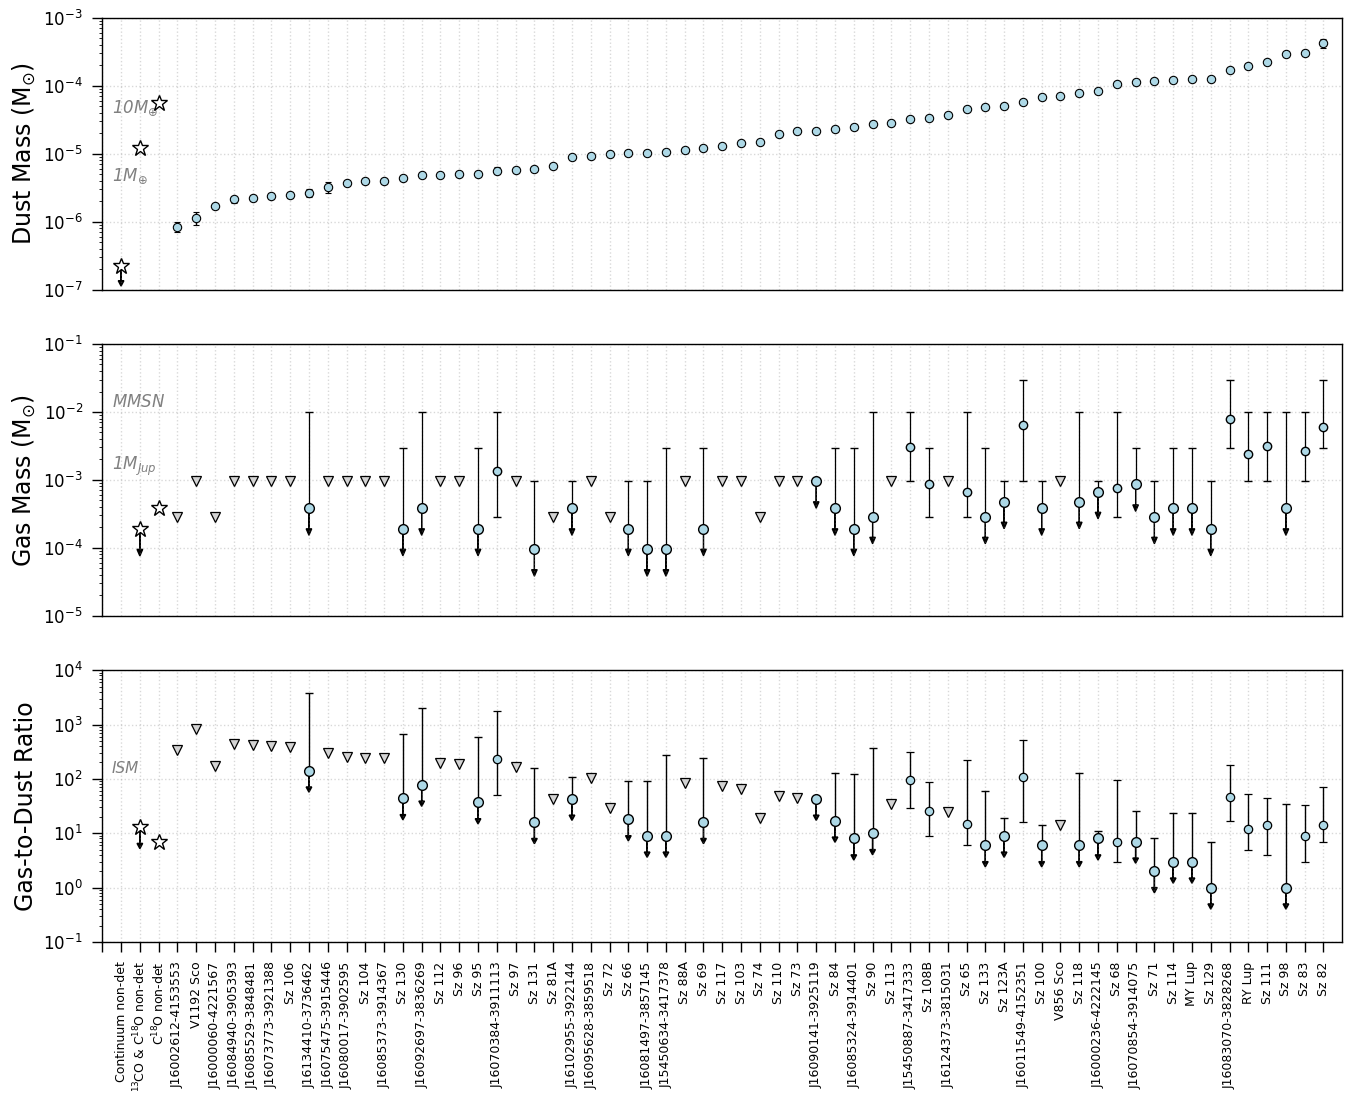 10⁻³
10⁻⁴
10⁻⁵
10⁻⁶
10⁻⁷
Dust Mass (M☉)
10M⊕
1M⊕
10⁻¹
10⁻²
10⁻³
10⁻⁴
10⁻⁵
Gas Mass (M☉)
MMSN
1M_Jup
10⁴
10³
10²
10¹
10⁰
10⁻¹
Gas-to-Dust Ratio
ISM
Continuum non-det
¹³CO & C¹⁸O non-det
C¹⁸O non-det
J16002612-4153553
V1192 Sco
J16000060-4221567
J16084940-3905393
J16085529-3848481
J16073773-3921388
Sz 106
J16134410-3736462
J16075475-3915446
J16080017-3902595
Sz 104
J16085373-3914367
Sz 130
J16092697-3836269
Sz 112
Sz 96
Sz 95
J16070384-3911113
Sz 97
Sz 131
Sz 81A
J16102955-3922144
J16095628-3859518
Sz 72
Sz 66
J16081497-3857145
J15450634-3417378
Sz 88A
Sz 69
Sz 117
Sz 103
Sz 74
Sz 110
Sz 73
J16090141-3925119
Sz 84
J16085324-3914401
Sz 90
Sz 113
J15450887-3417333
Sz 108B
J16124373-3815031
Sz 65
Sz 133
Sz 123A
J16011549-4152351
Sz 100
V856 Sco
Sz 118
J16000236-4222145
Sz 68
J16070854-3914075
Sz 71
Sz 114
MY Lup
Sz 129
J16083070-3828268
RY Lup
Sz 111
Sz 98
Sz 83
Sz 82